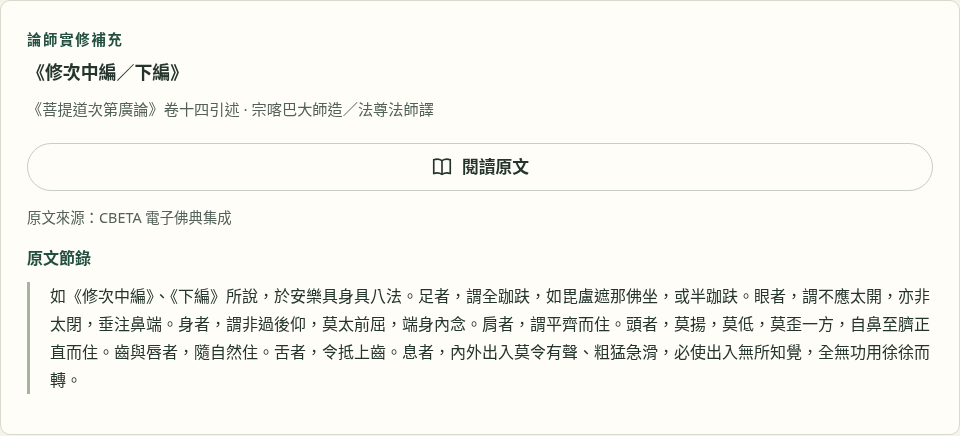 論師實修補充
《修次中編／下編》
《菩提道次第廣論》卷十四引述 · 宗喀巴大師造／法尊法師譯
閱讀原文
原文來源：CBETA 電子佛典集成
原文節錄
如《修次中編》、《下編》所說，於安樂具身具八法。足者，謂全跏趺，如毘盧遮那佛坐，或半跏趺。眼者，謂不應太開，亦非
太閉，垂注鼻端。身者，謂非過後仰，莫太前屈，端身內念。肩者，謂平齊而住。頭者，莫揚，莫低，莫歪一方，自鼻至臍正
直而住。齒與唇者，隨自然住。舌者，令抵上齒。息者，內外出入莫令有聲、粗猛急滑，必使出入無所知覺，全無功用徐徐而
轉。